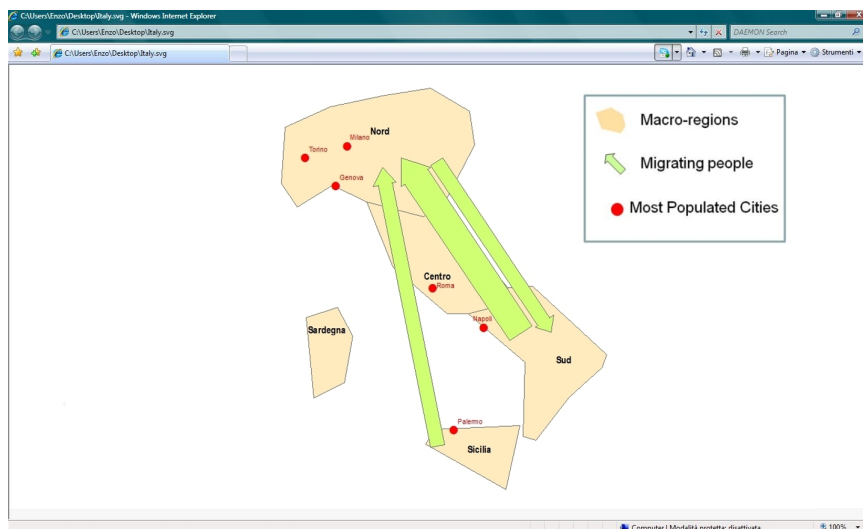 C:\Users\Enzo\Desktop\Italy.svg - Windows Internet Explorer
C:\Users\Enzo\Desktop\Italy.svg
DAEMON Search
C:\Users\Enzo\Desktop\Italy.svg
Pagina
Strumenti
Nord
Milano
Torino
Genova
Centro
Roma
Sardegna
Napoli
Sud
Palermo
Sicilia
Macro-regions
Migrating people
Most Populated Cities
Computer | Modalità protetta: disattivata
100%